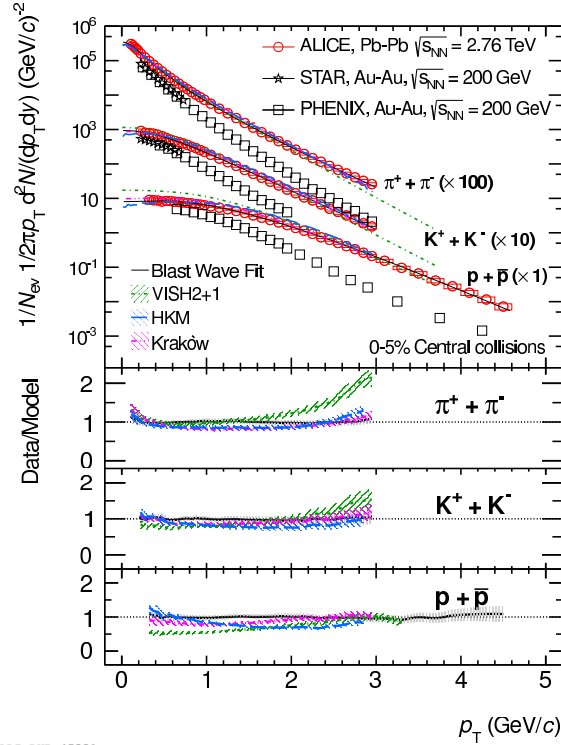 1/N_ev 1/2πp_T d²N/(dp_Tdy) (GeV/c)⁻²
10⁶
10⁵
10³
10
10⁻¹
10⁻³
ALICE, Pb-Pb √s_NN = 2.76 TeV
STAR, Au-Au, √s_NN = 200 GeV
PHENIX, Au-Au, √s_NN = 200 GeV
π⁺ + π⁻ (× 100)
K⁺ + K⁻ (× 10)
p + p̄ (× 1)
Blast Wave Fit
VISH2+1
HKM
Kraków
0-5% Central collisions
Data/Model
2
1
0
π⁺ + π⁻
2
1
0
K⁺ + K⁻
2
1
0
p + p̄
0 1 2 3 4 5
p_T (GeV/c)